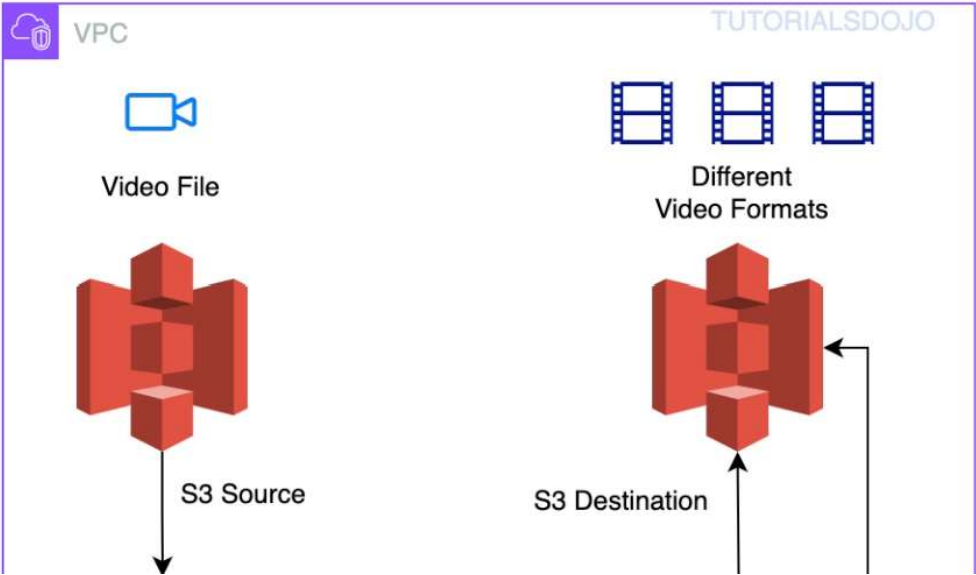 VPC
TUTORIALSDOJO
Video File
Different
Video Formats
S3 Source
S3 Destination